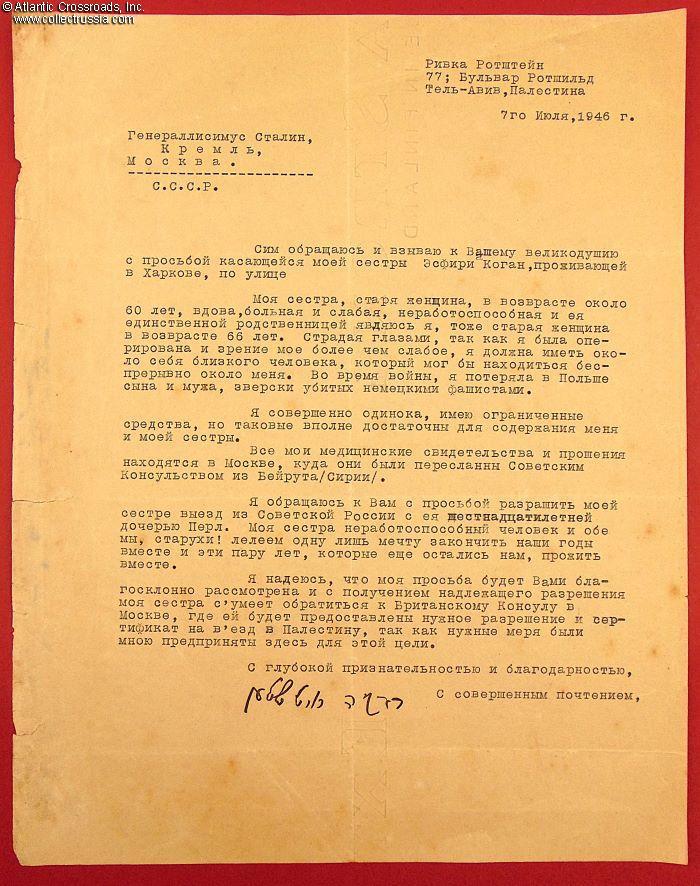 © Atlantic Crossroads, Inc.
www.collectrussia.com
Ривка Ротштейн
77; Бульвар Ротшильд
Тель-Авив,Палестина
7го Июля,1946 г.
Генераллисимус Сталин,
К р е м л ь,
М о с к в а .
---------------------
С.С.С.Р.
Сим обращаюсь и взываю к Вашему великодушию
с просьбой касающейся моей сестры Эсфири Коган,проживающей
в Харкове, по улице
Моя сестра, старя женщина, в возврасте около
60 лет, вдова,больная и слабая, неработоспособная и ея
единственной родственницей являюсь я, тоже старая женщина
в возврасте 66 лет. Страдая глазами, так как я была опе-
рирована и зрение мое более чем слабое, я должна иметь око-
ло себя близкого человека, который мог бы находиться бес-
прерывно около меня. Во время войны, я потеряла в Польше
сына и мужа, зверски убитых немецкими фашистами.
Я совершенно одинока, имею ограниченные
средства, но таковые вполне достаточны для содержания меня
и моей сестры.
Все мои медицинские свидетельства и прошения
находятся в Москве, куда они были пересланны Советским
Консульством из Бейрута/Сирии/.
Я обращаюсь к Вам с просьбой разрашить моей
сестре выезд из Советской России с ея шестнадцатилетней
дочерью Перл. Моя сестра неработоспособный человек и обе
мы, старухи! лелеем одну лишь мечту закончить наши годы
вместе и эти пару лет, которые еще остались нам, прожить
вместе.
Я надеюсь, что моя просьба будет Вами бла-
госклонно рассмотрена и с получением надлежащего разрешения
моя сестра с'умеет обратиться к Британскому Консулу в
Москве, где ей будет предоставлены нужное разрешение и сер-
тификат на в'езд в Палестину, так как нужные меря были
мною предприняты здесь для этой цели.
С глубокой признательностью и благодарностью,
С совершенным почтением,